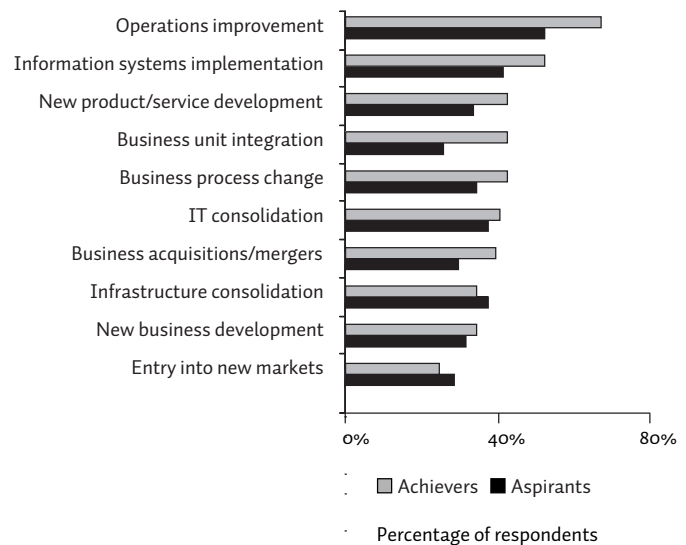 Operations improvement
Information systems implementation
New product/service development
Business unit integration
Business process change
IT consolidation
Business acquisitions/mergers
Infrastructure consolidation
New business development
Entry into new markets
0% 40% 80%
Achievers Aspirants
Percentage of respondents